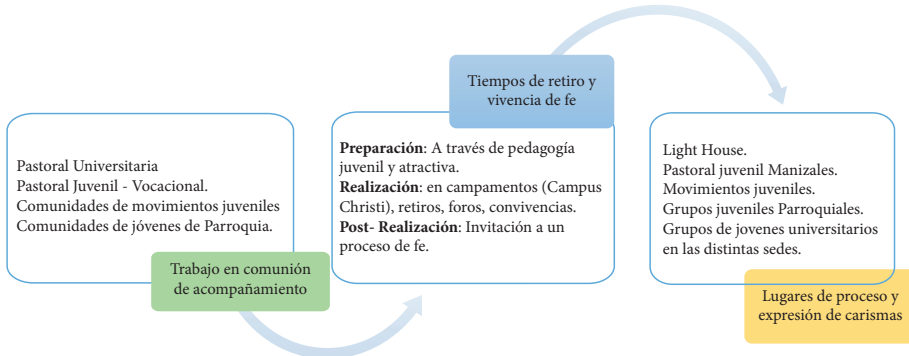 Pastoral Universitaria
Pastoral Juvenil - Vocacional.
Comunidades de movimientos juveniles
Comunidades de jóvenes de Parroquia.
Trabajo en comunión
de acompañamiento
Tiempos de retiro y
vivencia de fe
Preparación: A través de pedagogía
juvenil y atractiva.
Realización: en campamentos (Campus
Christi), retiros, foros, convivencias.
Post- Realización: Invitación a un
proceso de fe.
Light House.
Pastoral juvenil Manizales.
Movimientos juveniles.
Grupos juveniles Parroquiales.
Grupos de jovenes universitarios
en las distintas sedes.
Lugares de proceso y
expresión de carismas